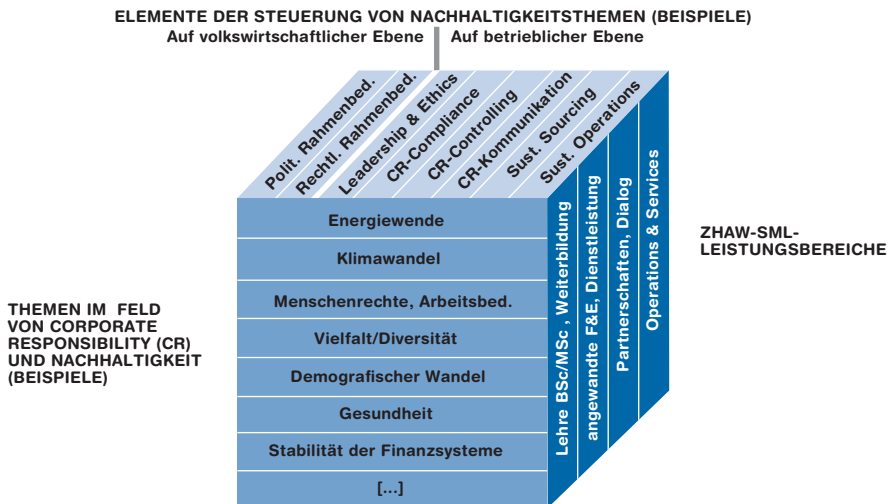 ELEMENTE DER STEUERUNG VON NACHHALTIGKEITSTHEMEN (BEISPIELE)
Auf volkswirtschaftlicher Ebene
Auf betrieblicher Ebene
Polit. Rahmenbed.
Rechtl. Rahmenbed.
Leadership & Ethics
CR-Compliance
CR-Controlling
CR-Kommunikation
Sust. Sourcing
Sust. Operations
THEMEN IM FELD
VON CORPORATE
RESPONSIBILITY (CR)
UND NACHHALTIGKEIT
(BEISPIELE)
Energiewende
Klimawandel
Menschenrechte, Arbeitsbed.
Vielfalt/Diversität
Demografischer Wandel
Gesundheit
Stabilität der Finanzsysteme
[...]
Lehre BSc/MSc , Weiterbildung
angewandte F&E, Dienstleistung
Partnerschaften, Dialog
Operations & Services
ZHAW-SML-
LEISTUNGSBEREICHE